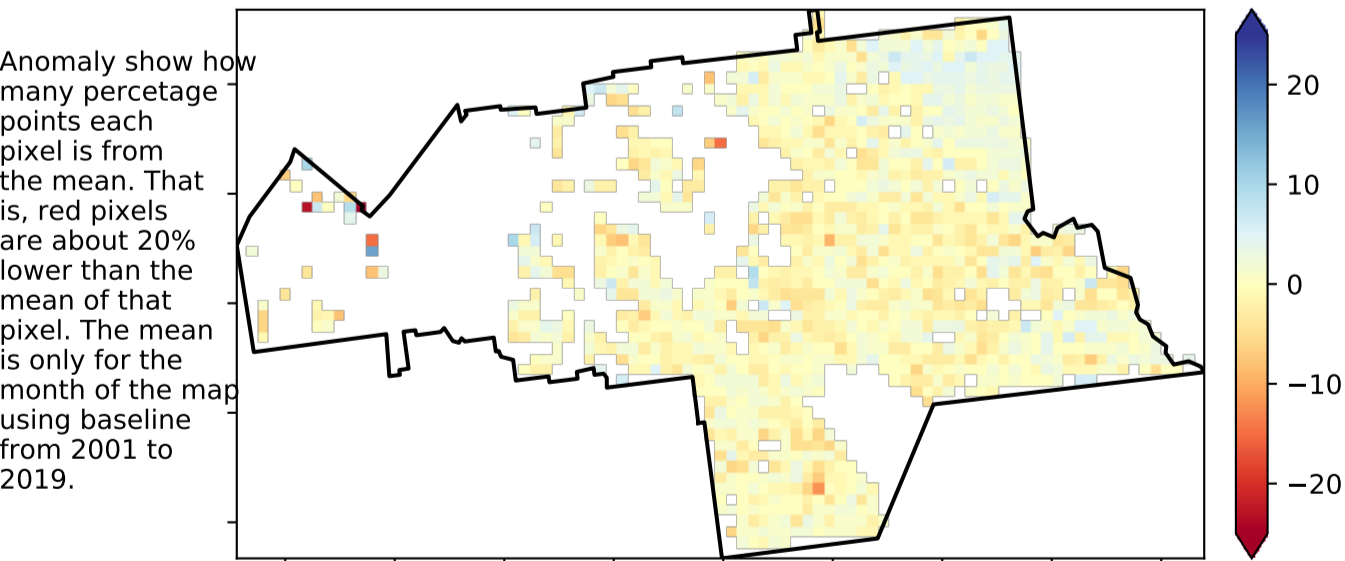 Anomaly show how
many percetage
points each
pixel is from
the mean. That
is, red pixels
are about 20%
lower than the
mean of that
pixel. The mean
is only for the
month of the map
using baseline
from 2001 to
2019.
20
10
0
−10
−20